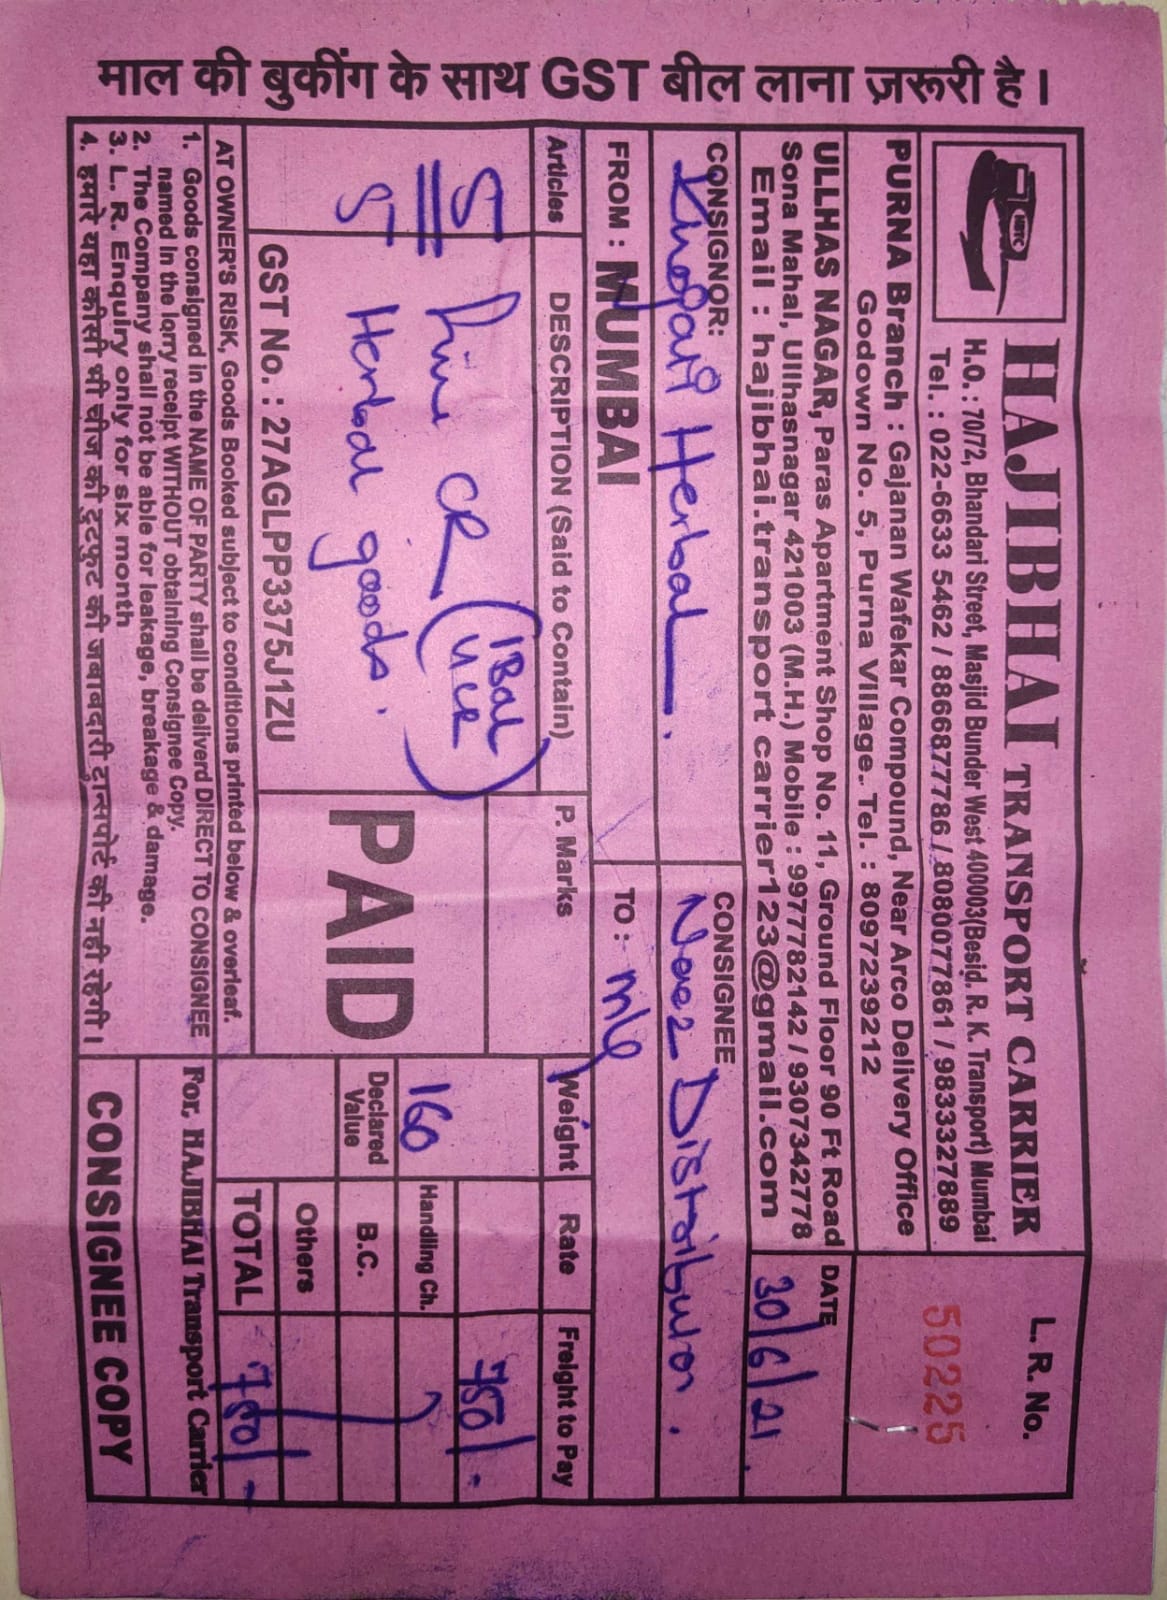 माल की बुकींग के साथ GST बील लाना ज़रूरी है।
HAJIBHAI TRANSPORT CARRIER
H.O. : 70/72, Bhandari Street, Masjid Bunder West 400003(Besid. R. K. Transport) Mumbai
Tel. : 022-6633 5462 / 8866877786 / 8080077861 / 9833327889
L. R. No.
50225
PURNA Branch : Gajanan Wafekar Compound, Near Arco Delivery Office
Godown No. 5, Purna Village. Tel. : 8097239212
ULLHAS NAGAR, Paras Apartment Shop No. 11, Ground Floor 90 Ft Road
Sona Mahal, Ullhasnagar 421003 (M.H.) Mobile : 9977782142 / 9307342778
Email : hajibhai.transport carrier123@gmail.com
DATE
30/6/21
CONSIGNOR:
Herbal
CONSIGNEE
Distributor
FROM : MUMBAI
TO :
Articles
DESCRIPTION (Said to Contain)
P. Marks
Weight
Rate
Freight to Pay
5
CR
(1 Bal
4 CR)
5
Herbal goods.
160
750/-
Handling Ch.
Declared Value
B.C.
Others
PAID
GST No. : 27AGLPP3375J1ZU
TOTAL
750/-
AT OWNER'S RISK, Goods Booked subject to conditions printed below & overleaf.
1. Goods consigned in the NAME OF PARTY shall be deliverd DIRECT TO CONSIGNEE
named in the lorry receipt WITHOUT obtaining Consignee Copy.
2. The Company shall not be able for leakage, breakage & damage.
3. L. R. Enquiry only for six month
४. हमारे यहा कीसी भी चीज की टुटफुट की जवाबदारी ट्रान्सपोर्ट की नही रहेगी।
For, HAJIBHAI Transport Carrier
CONSIGNEE COPY